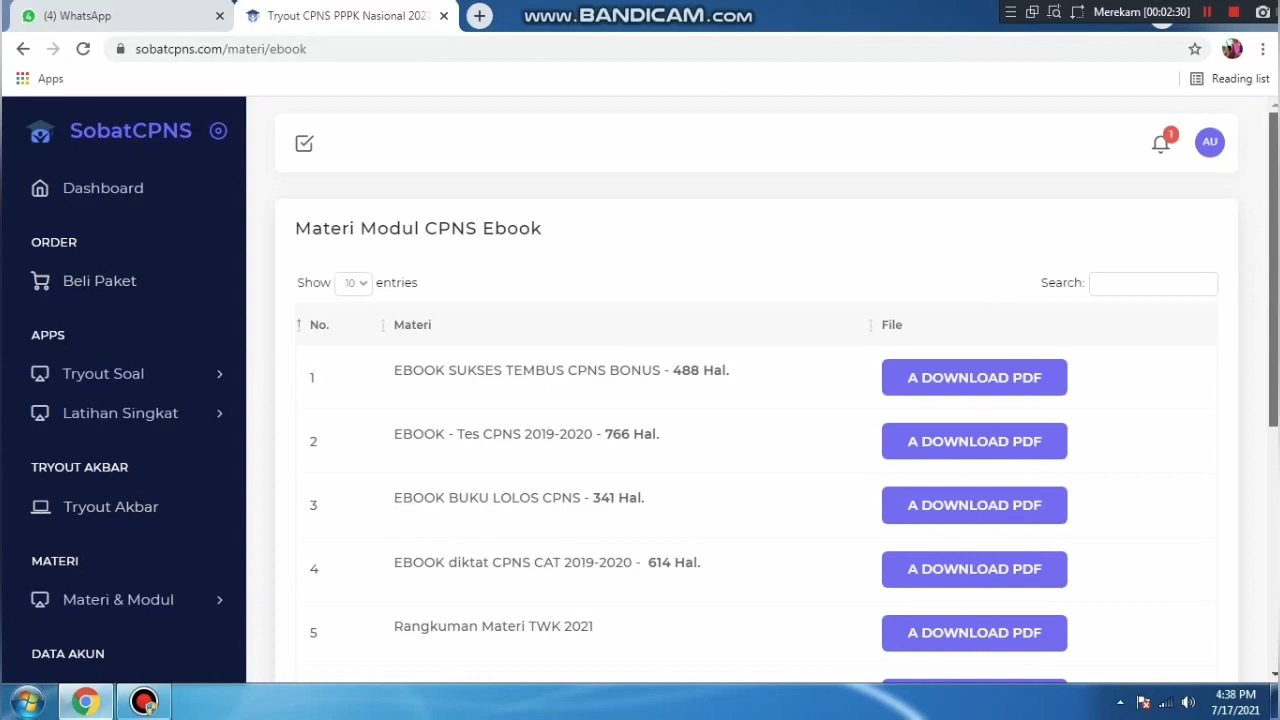 (4) WhatsApp
Tryout CPNS PPPK Nasional 2021
www.BANDICAM.com
Merekam [00:02:30]
sobatcpns.com/materi/ebook
Apps
Reading list
SobatCPNS
Dashboard
ORDER
Beli Paket
APPS
Tryout Soal
Latihan Singkat
TRYOUT AKBAR
Tryout Akbar
MATERI
Materi & Modul
DATA AKUN
1
AU
Materi Modul CPNS Ebook
Show 10 entries
Search:
No. Materi File
1 EBOOK SUKSES TEMBUS CPNS BONUS - 488 Hal. A DOWNLOAD PDF
2 EBOOK - Tes CPNS 2019-2020 - 766 Hal. A DOWNLOAD PDF
3 EBOOK BUKU LOLOS CPNS - 341 Hal. A DOWNLOAD PDF
4 EBOOK diktat CPNS CAT 2019-2020 - 614 Hal. A DOWNLOAD PDF
5 Rangkuman Materi TWK 2021 A DOWNLOAD PDF
4:38 PM
7/17/2021